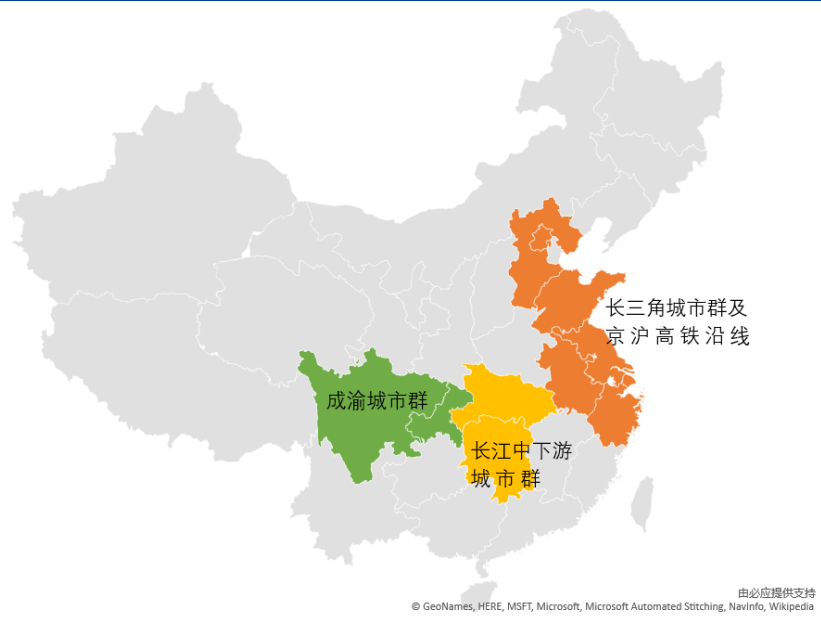 长三角城市群及
京沪高铁沿线
成渝城市群
长江中下游
城市群
由必应提供支持
© GeoNames, HERE, MSFT, Microsoft, Microsoft Automated Stitching, NavInfo, Wikipedia